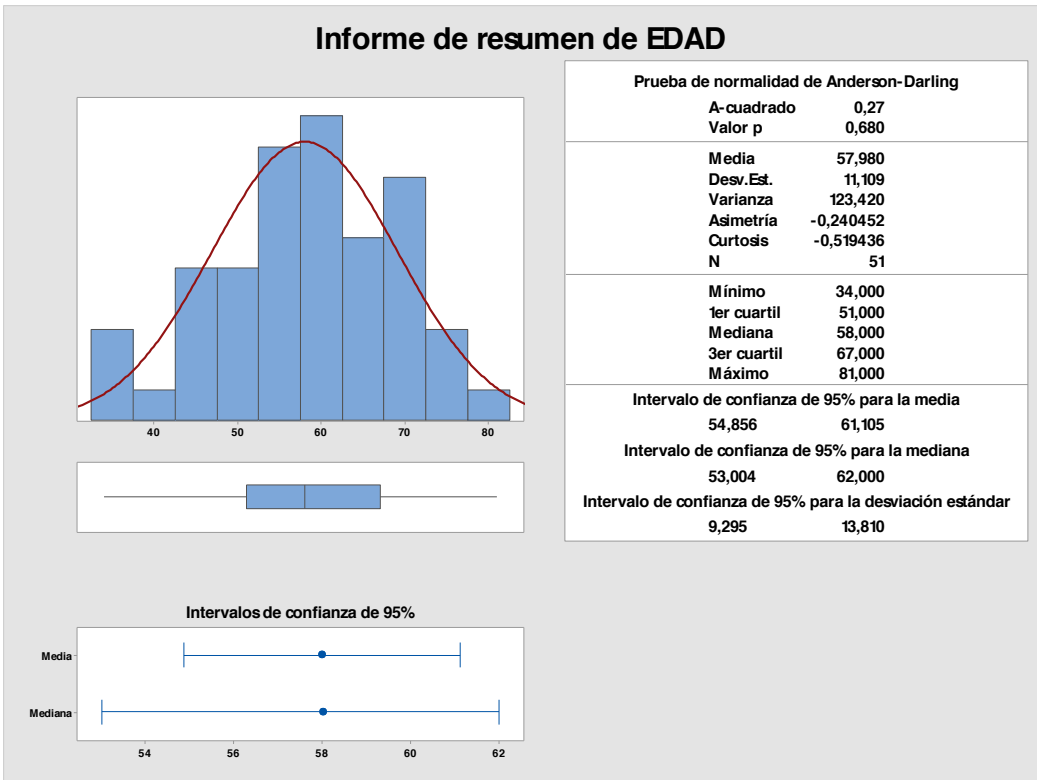 Informe de resumen de EDAD
40 50 60 70 80
Intervalos de confianza de 95%
Media
Mediana
54 56 58 60 62
Prueba de normalidad de Anderson-Darling
A-cuadrado 0,27
Valor p 0,680
Media 57,980
Desv.Est. 11,109
Varianza 123,420
Asimetría -0,240452
Curtosis -0,519436
N 51
Mínimo 34,000
1er cuartil 51,000
Mediana 58,000
3er cuartil 67,000
Máximo 81,000
Intervalo de confianza de 95% para la media
54,856 61,105
Intervalo de confianza de 95% para la mediana
53,004 62,000
Intervalo de confianza de 95% para la desviación estándar
9,295 13,810